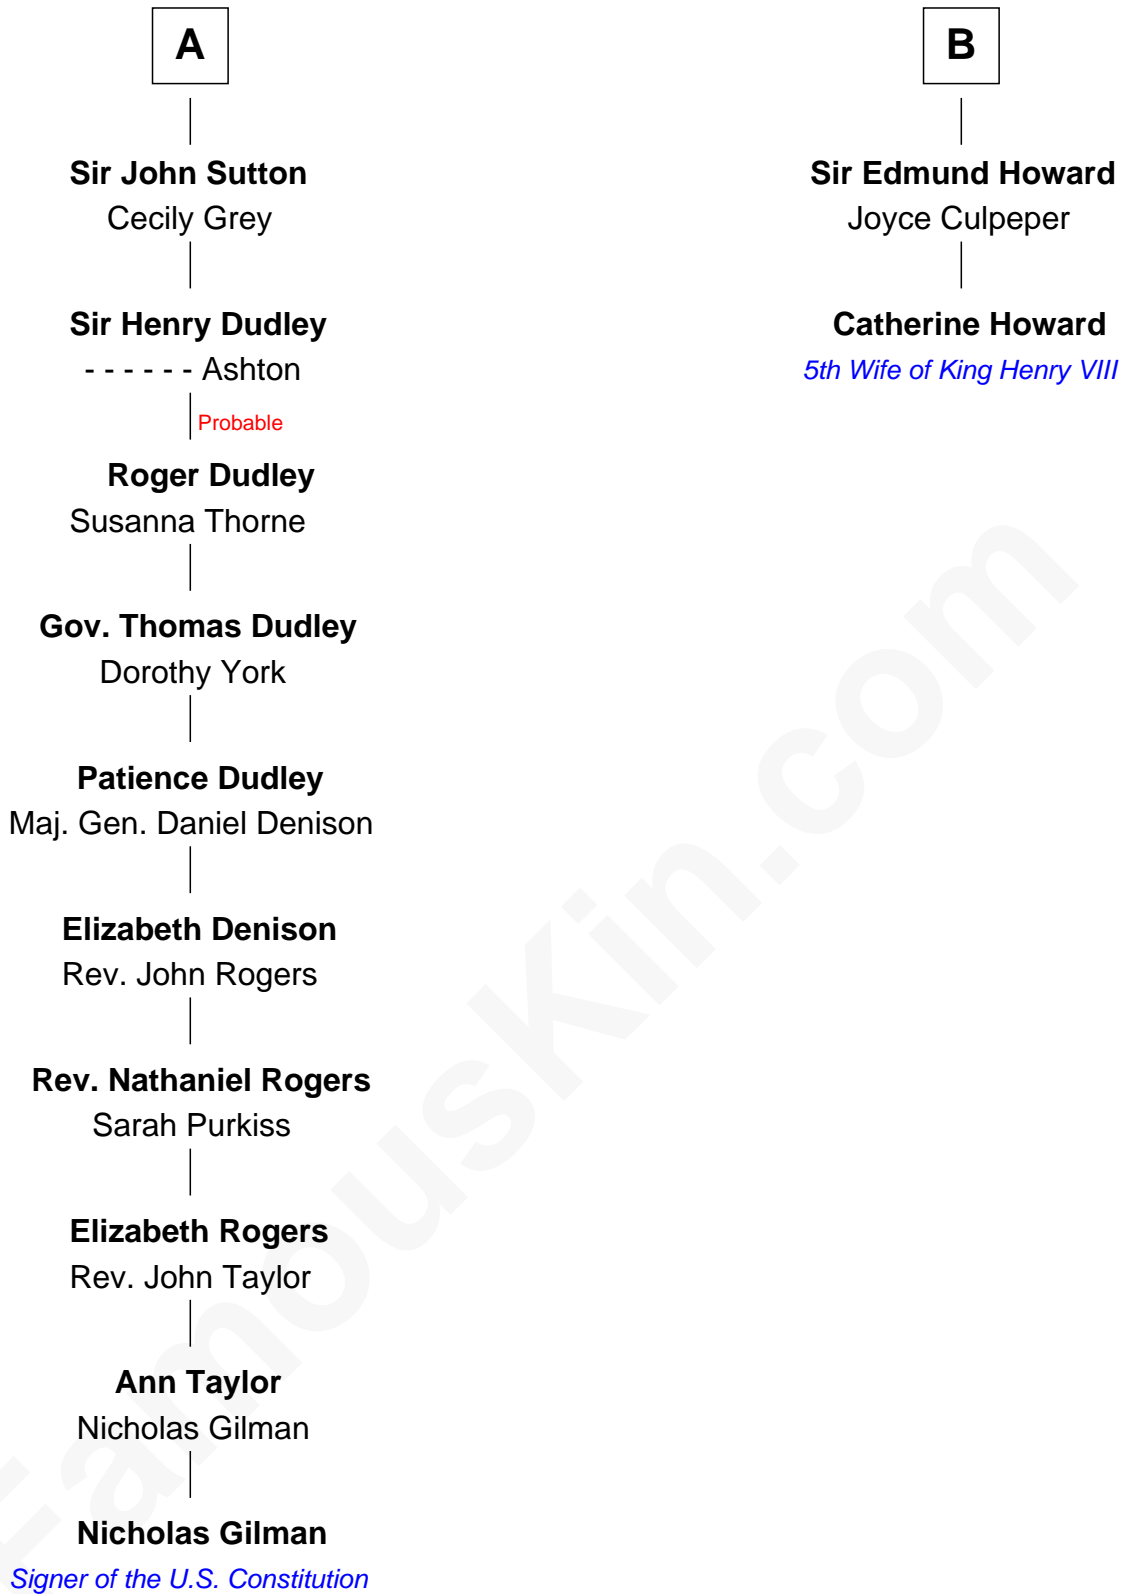 A
Sir John Sutton
Cecily Grey
Sir Henry Dudley
- - - - - - Ashton
Probable
Roger Dudley
Susanna Thorne
Gov. Thomas Dudley
Dorothy York
Patience Dudley
Maj. Gen. Daniel Denison
Elizabeth Denison
Rev. John Rogers
Rev. Nathaniel Rogers
Sarah Purkiss
Elizabeth Rogers
Rev. John Taylor
Ann Taylor
Nicholas Gilman
Nicholas Gilman
Signer of the U.S. Constitution
B
Sir Edmund Howard
Joyce Culpeper
Catherine Howard
5th Wife of King Henry VIII
FamousKin.com